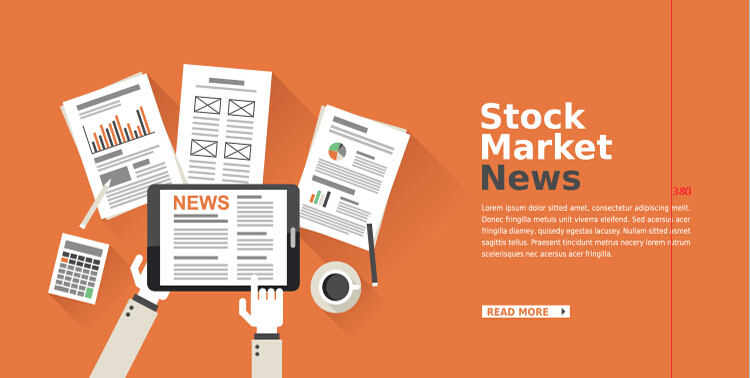 NEWS
Stock
Market
News
380
Lorem ipsum dolor sitted amet, consectetur adipiscing melit.
Donec fringilla metuis unit viverra eleifend. Sed acersus acer
fringilla diamey, quisedy egestas lacusey. Nullam sitted asmet
sagittis tellus. Praesent tincidunt metrus necery lorem rutrum
scelerisques nec acersus acer fringilla.
READ MORE